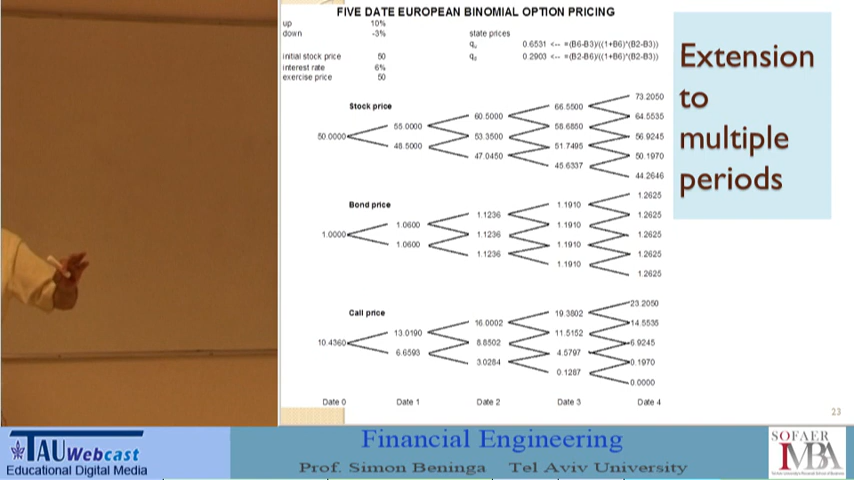 FIVE DATE EUROPEAN BINOMIAL OPTION PRICING
up 10%
down -3% state prices
qu 0.6531 <-- =(B6-B3)/((1+B6)*(B2-B3))
initial stock price 50 qd 0.2903 <-- =(B2-B6)/((1+B6)*(B2-B3))
interest rate 6%
exercise price 50
Extension
to
multiple
periods
73.2050
Stock price 66.5500
60.5000 64.5535
55.0000 58.6850
50.0000 53.3500 56.9245
48.5000 51.7495
47.0450 50.1970
45.6337
44.2646
1.2625
Bond price 1.1910
1.1236 1.2625
1.0600 1.1910
1.0000 1.1236 1.2625
1.0600 1.1910
1.1236 1.2625
1.1910
1.2625
23.2050
Call price 19.3802
16.0002 14.5535
13.0190 11.5152
10.4360 8.8502 6.9245
6.6593 4.5797
3.0284 0.1970
0.1287
0.0000
Date 0 Date 1 Date 2 Date 3 Date 4
23
TAU Webcast
Educational Digital Media
Financial Engineering
Prof. Simon Beninga Tel Aviv University
SOFAER
IMBA